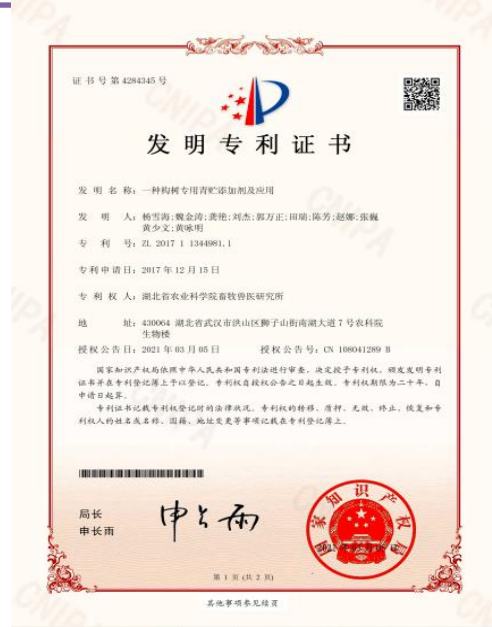 证书号第4284345号
发明专利证书
发明名称：一种构树专用青贮添加剂及应用
发明人：杨雪海;魏金涛;龚艳;刘杰;郭万正;田瑞;陈芳;赵娜;张巍
黄少文;黄咏明
专利号：ZL 2017 1 1344981.1
专利申请日：2017年12月15日
专利权人：湖北省农业科学院畜牧兽医研究所
地址：430064 湖北省武汉市洪山区狮子山街南湖大道7号农科院
生物楼
授权公告日：2021年03月05日 授权公告号：CN 108041289 B
国家知识产权局依照中华人民共和国专利法进行审查，决定授予专利权，颁发发明专利
证书并在专利登记簿上予以登记。专利权自授权公告之日起生效。专利权期限为二十年，自
申请日起算。
专利证书记载专利权登记时的法律状况。专利权的转移、质押、无效、终止、恢复和专
利权人的姓名或名称、国籍、地址变更等事项记载在专利登记簿上。
局长
申长雨
申长雨
国家知识产权局
第 1 页 (共 2 页)
其他事项参见续页
CNIPA